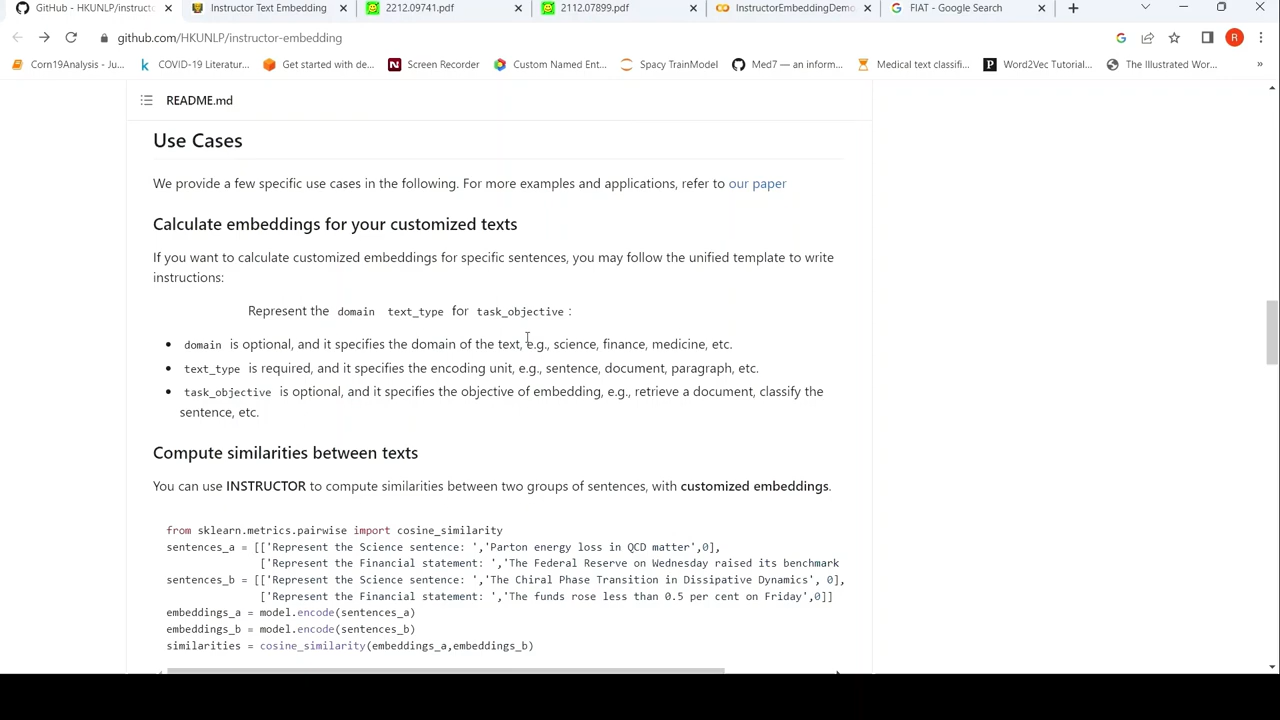 GitHub - HKUNLP/instruct
Instructor Text Embedding
2212.09741.pdf
2112.07899.pdf
InstructorEmbeddingDemo
FIAT - Google Search
github.com/HKUNLP/instructor-embedding
R
Corn19Analysis - Ju...
COVID-19 Literatur...
Get started with de...
Screen Recorder
Custom Named Ent...
Spacy TrainModel
Med7 — an inform...
Medical text classifi...
Word2Vec Tutorial...
The Illustrated Wor...
»
README.md
Use Cases
We provide a few specific use cases in the following. For more examples and applications, refer to our paper
Calculate embeddings for your customized texts
If you want to calculate customized embeddings for specific sentences, you may follow the unified template to write
instructions:
Represent the domain text_type for task_objective :
• domain is optional, and it specifies the domain of the text, e.g., science, finance, medicine, etc.
• text_type is required, and it specifies the encoding unit, e.g., sentence, document, paragraph, etc.
• task_objective is optional, and it specifies the objective of embedding, e.g., retrieve a document, classify the
sentence, etc.
Compute similarities between texts
You can use INSTRUCTOR to compute similarities between two groups of sentences, with customized embeddings.
from sklearn.metrics.pairwise import cosine_similarity
sentences_a = [['Represent the Science sentence: ','Parton energy loss in QCD matter',0],
['Represent the Financial statement: ','The Federal Reserve on Wednesday raised its benchmark
sentences_b = [['Represent the Science sentence: ','The Chiral Phase Transition in Dissipative Dynamics', 0],
['Represent the Financial statement: ','The funds rose less than 0.5 per cent on Friday',0]]
embeddings_a = model.encode(sentences_a)
embeddings_b = model.encode(sentences_b)
similarities = cosine_similarity(embeddings_a,embeddings_b)